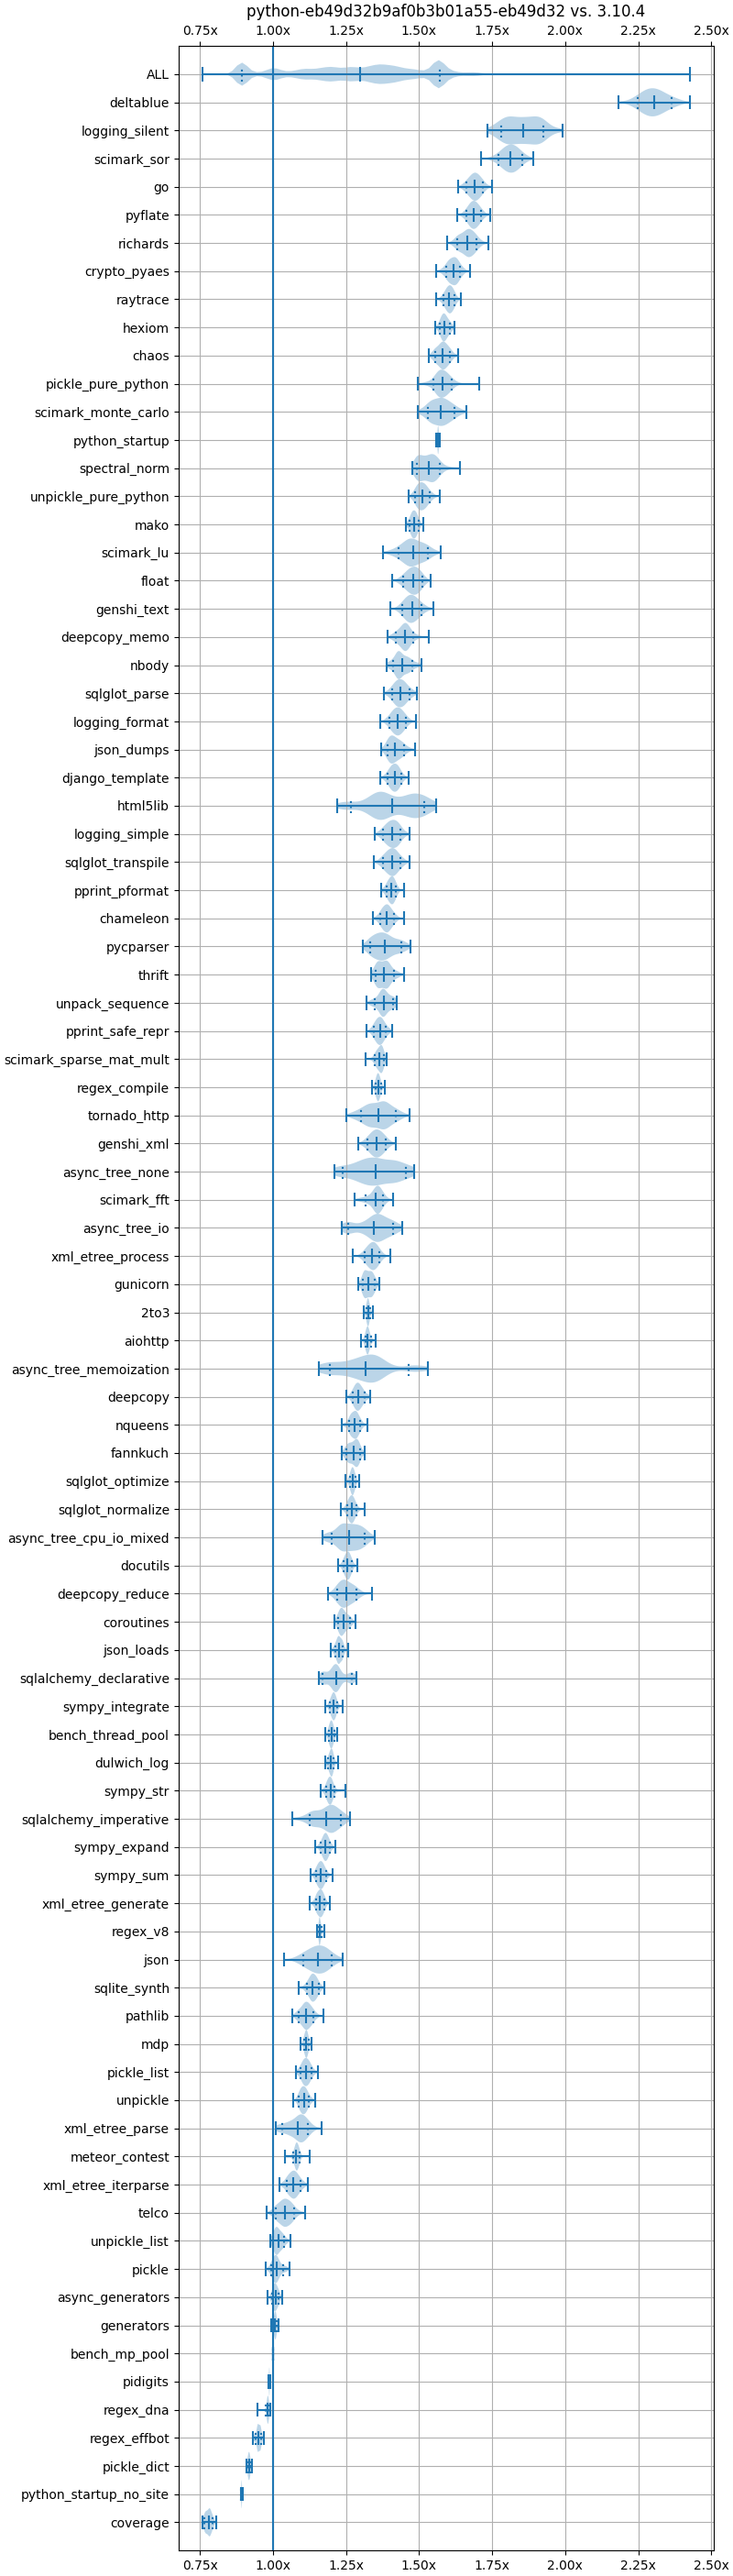 python-eb49d32b9af0b3b01a55-eb49d32 vs. 3.10.4
0.75x 1.00x 1.25x 1.50x 1.75x 2.00x 2.25x 2.50x
ALL
deltablue
logging_silent
scimark_sor
go
pyflate
richards
crypto_pyaes
raytrace
hexiom
chaos
pickle_pure_python
scimark_monte_carlo
python_startup
spectral_norm
unpickle_pure_python
mako
scimark_lu
float
genshi_text
deepcopy_memo
nbody
sqlglot_parse
logging_format
json_dumps
django_template
html5lib
logging_simple
sqlglot_transpile
pprint_pformat
chameleon
pycparser
thrift
unpack_sequence
pprint_safe_repr
scimark_sparse_mat_mult
regex_compile
tornado_http
genshi_xml
async_tree_none
scimark_fft
async_tree_io
xml_etree_process
gunicorn
2to3
aiohttp
async_tree_memoization
deepcopy
nqueens
fannkuch
sqlglot_optimize
sqlglot_normalize
async_tree_cpu_io_mixed
docutils
deepcopy_reduce
coroutines
json_loads
sqlalchemy_declarative
sympy_integrate
bench_thread_pool
dulwich_log
sympy_str
sqlalchemy_imperative
sympy_expand
sympy_sum
xml_etree_generate
regex_v8
json
sqlite_synth
pathlib
mdp
pickle_list
unpickle
xml_etree_parse
meteor_contest
xml_etree_iterparse
telco
unpickle_list
pickle
async_generators
generators
bench_mp_pool
pidigits
regex_dna
regex_effbot
pickle_dict
python_startup_no_site
coverage
0.75x 1.00x 1.25x 1.50x 1.75x 2.00x 2.25x 2.50x